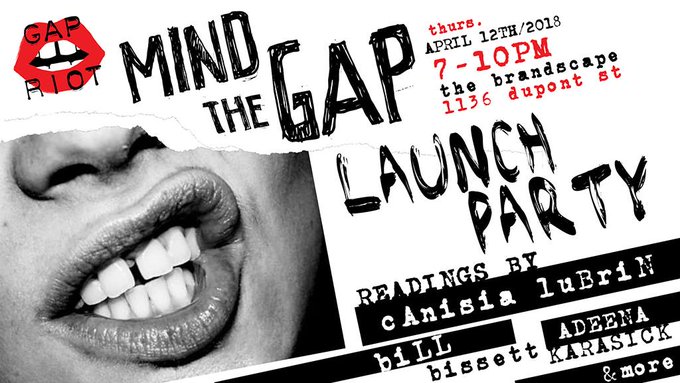 GAP
RIOT
MIND
THE GAP
thurs.
APRIL 12TH/2018
7-10PM
the brandscape
1136 dupont st
LAUNCH
PARTY
READINGS BY
cAnisia luBriN
biLL
bissett
ADEENA
KARASICK
& more